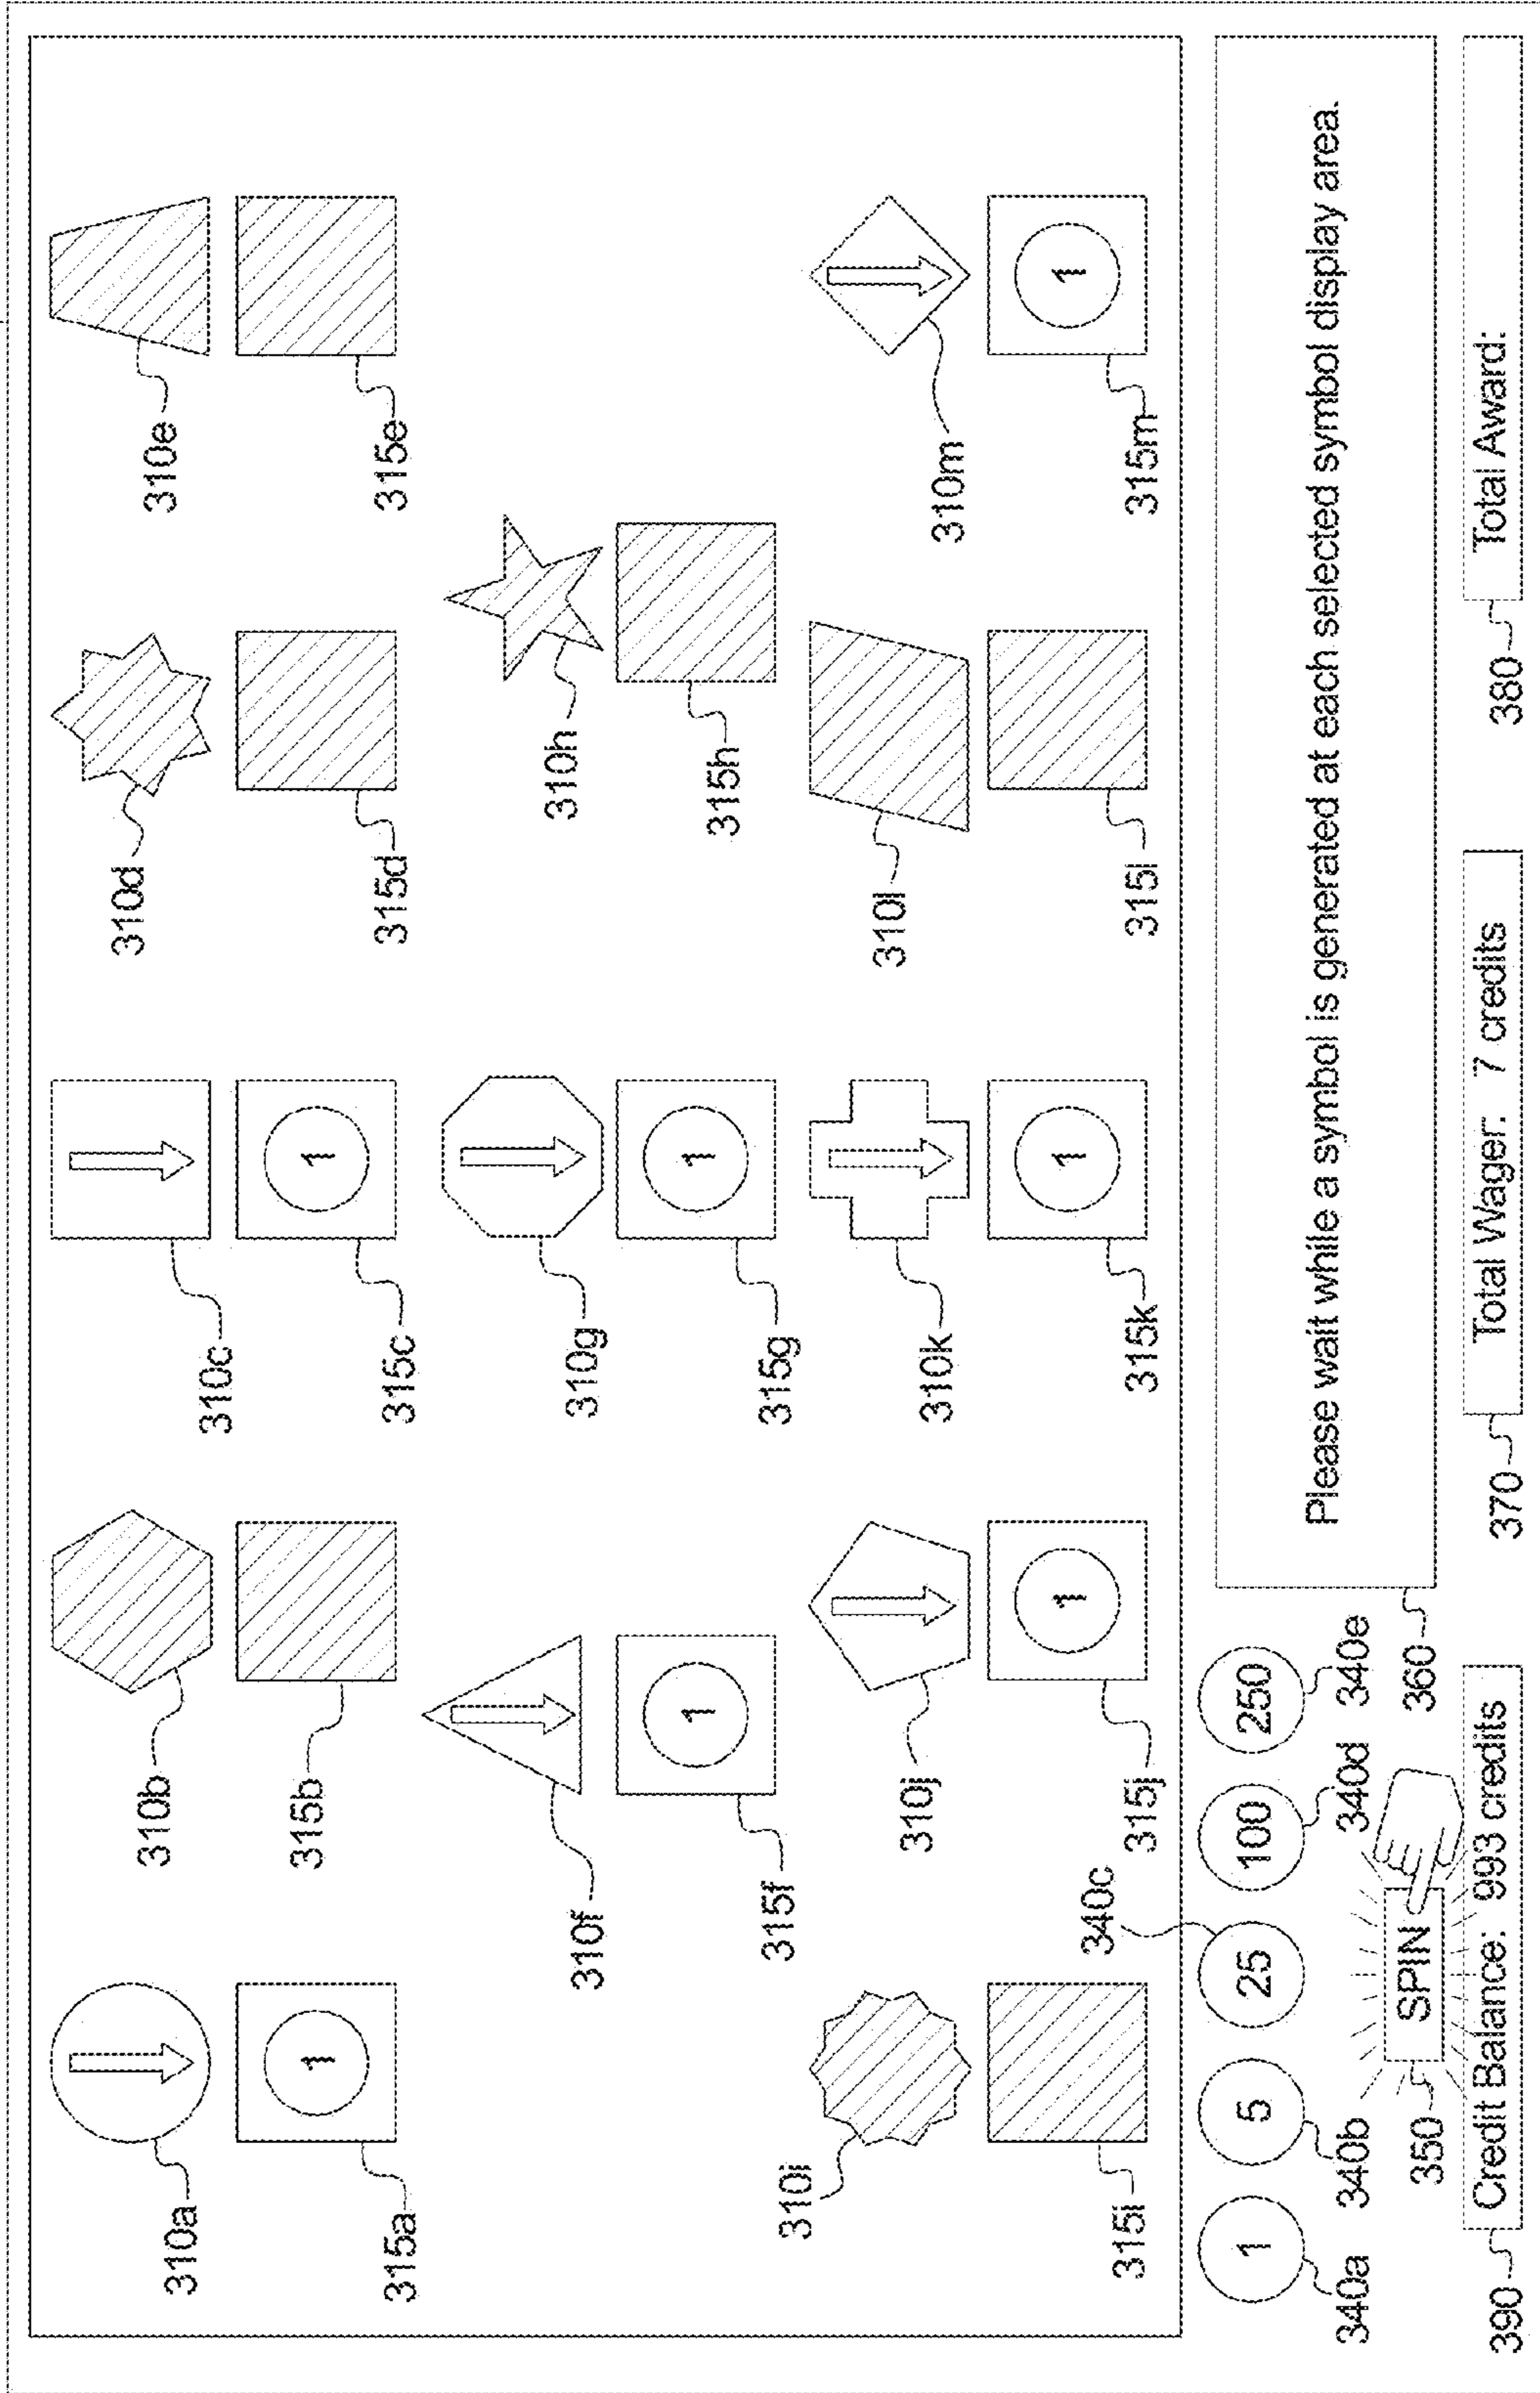 310a
310b
310c
310d
310e
315a
315b
315c
315d
315e
1
1
310f
310g
310h
315f
315g
315h
1
1
310i
310j
310k
310l
310m
315i
315j
315k
315l
315m
1
1
1
1
5
25
100
250
340a
340b
340c
340d
340e
Please wait while a symbol is generated at each selected symbol display area.
360
350
SPIN
390
Credit Balance: 993 credits
370
Total Wager: 7 credits
380
Total Award: